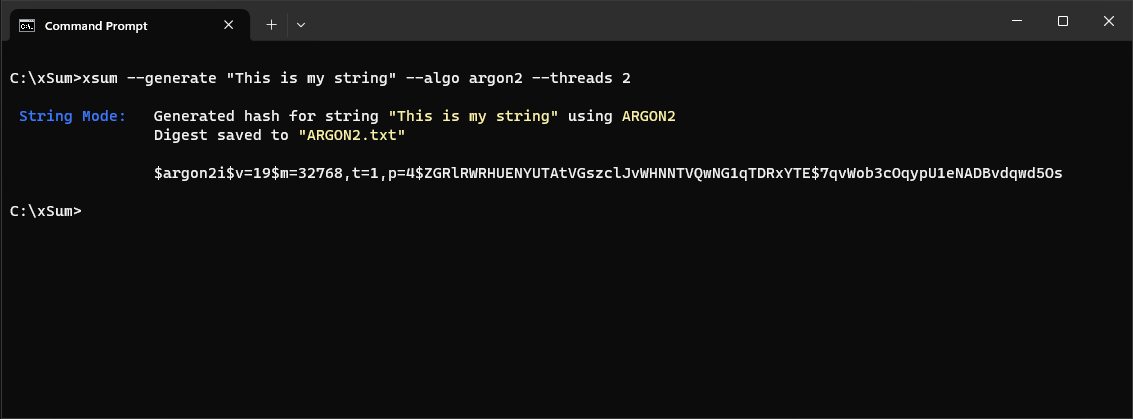 Command Prompt
C:\xSum>xsum --generate "This is my string" --algo argon2 --threads 2
String Mode: Generated hash for string "This is my string" using ARGON2
Digest saved to "ARGON2.txt"
$argon2i$v=19$m=32768,t=1,p=4$ZGRlRWRHUENYUTAtVGszclJvWHNNTVQwNG1qTDRxYTE$7qvWob3cOqypU1eNADBvdqwd5Os
C:\xSum>